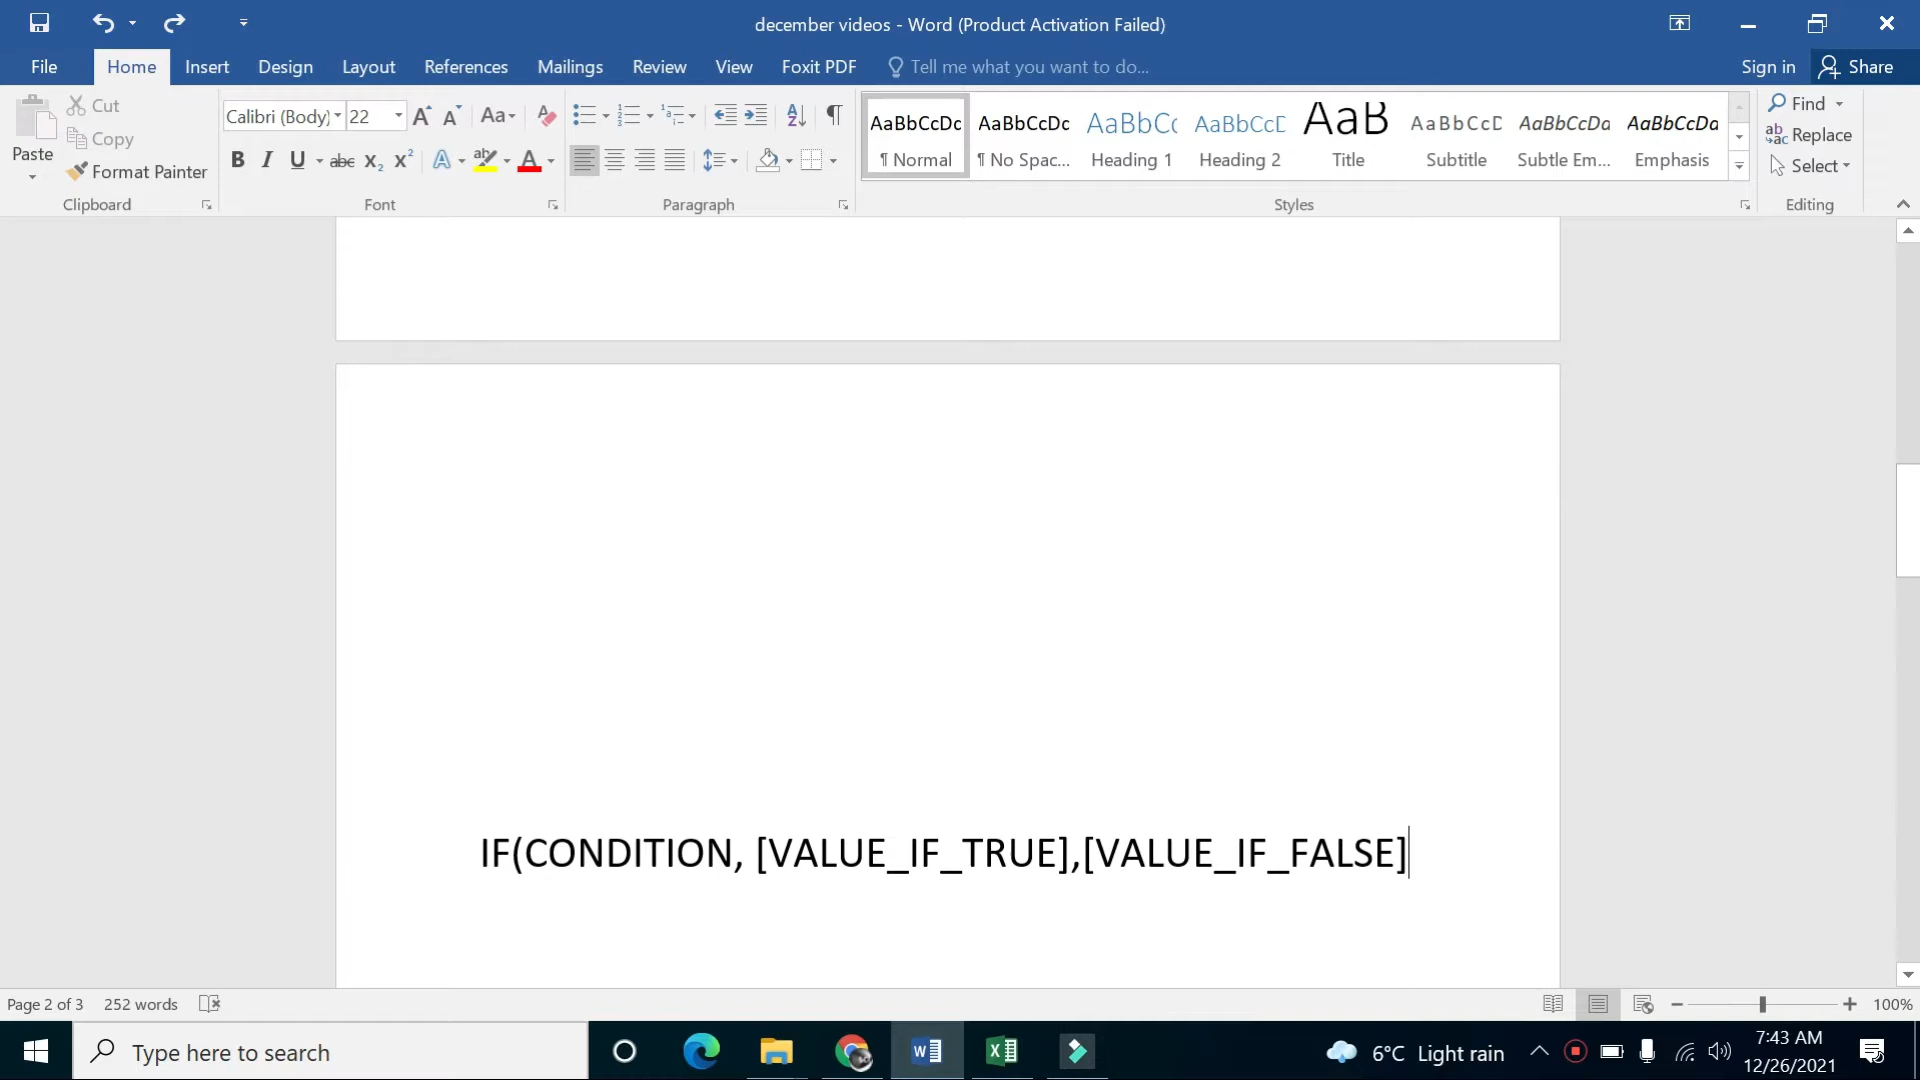 december videos - Word (Product Activation Failed)
File Home Insert Design Layout References Mailings Review View Foxit PDF Tell me what you want to do... Sign in Share
Paste Cut Copy Format Painter Clipboard
Calibri (Body) 22 Aa Font
Paragraph
AaBbCcDc AaBbCcDc AaBbCc AaBbCcD AaB AaBbCcD AaBbCcDa AaBbCcDa
¶ Normal ¶ No Spac... Heading 1 Heading 2 Title Subtitle Subtle Em... Emphasis
Styles
Find
Replace
Select
Editing
IF(CONDITION, [VALUE_IF_TRUE],[VALUE_IF_FALSE]
Page 2 of 3 252 words 100%
Type here to search 6°C Light rain 7:43 AM
12/26/2021